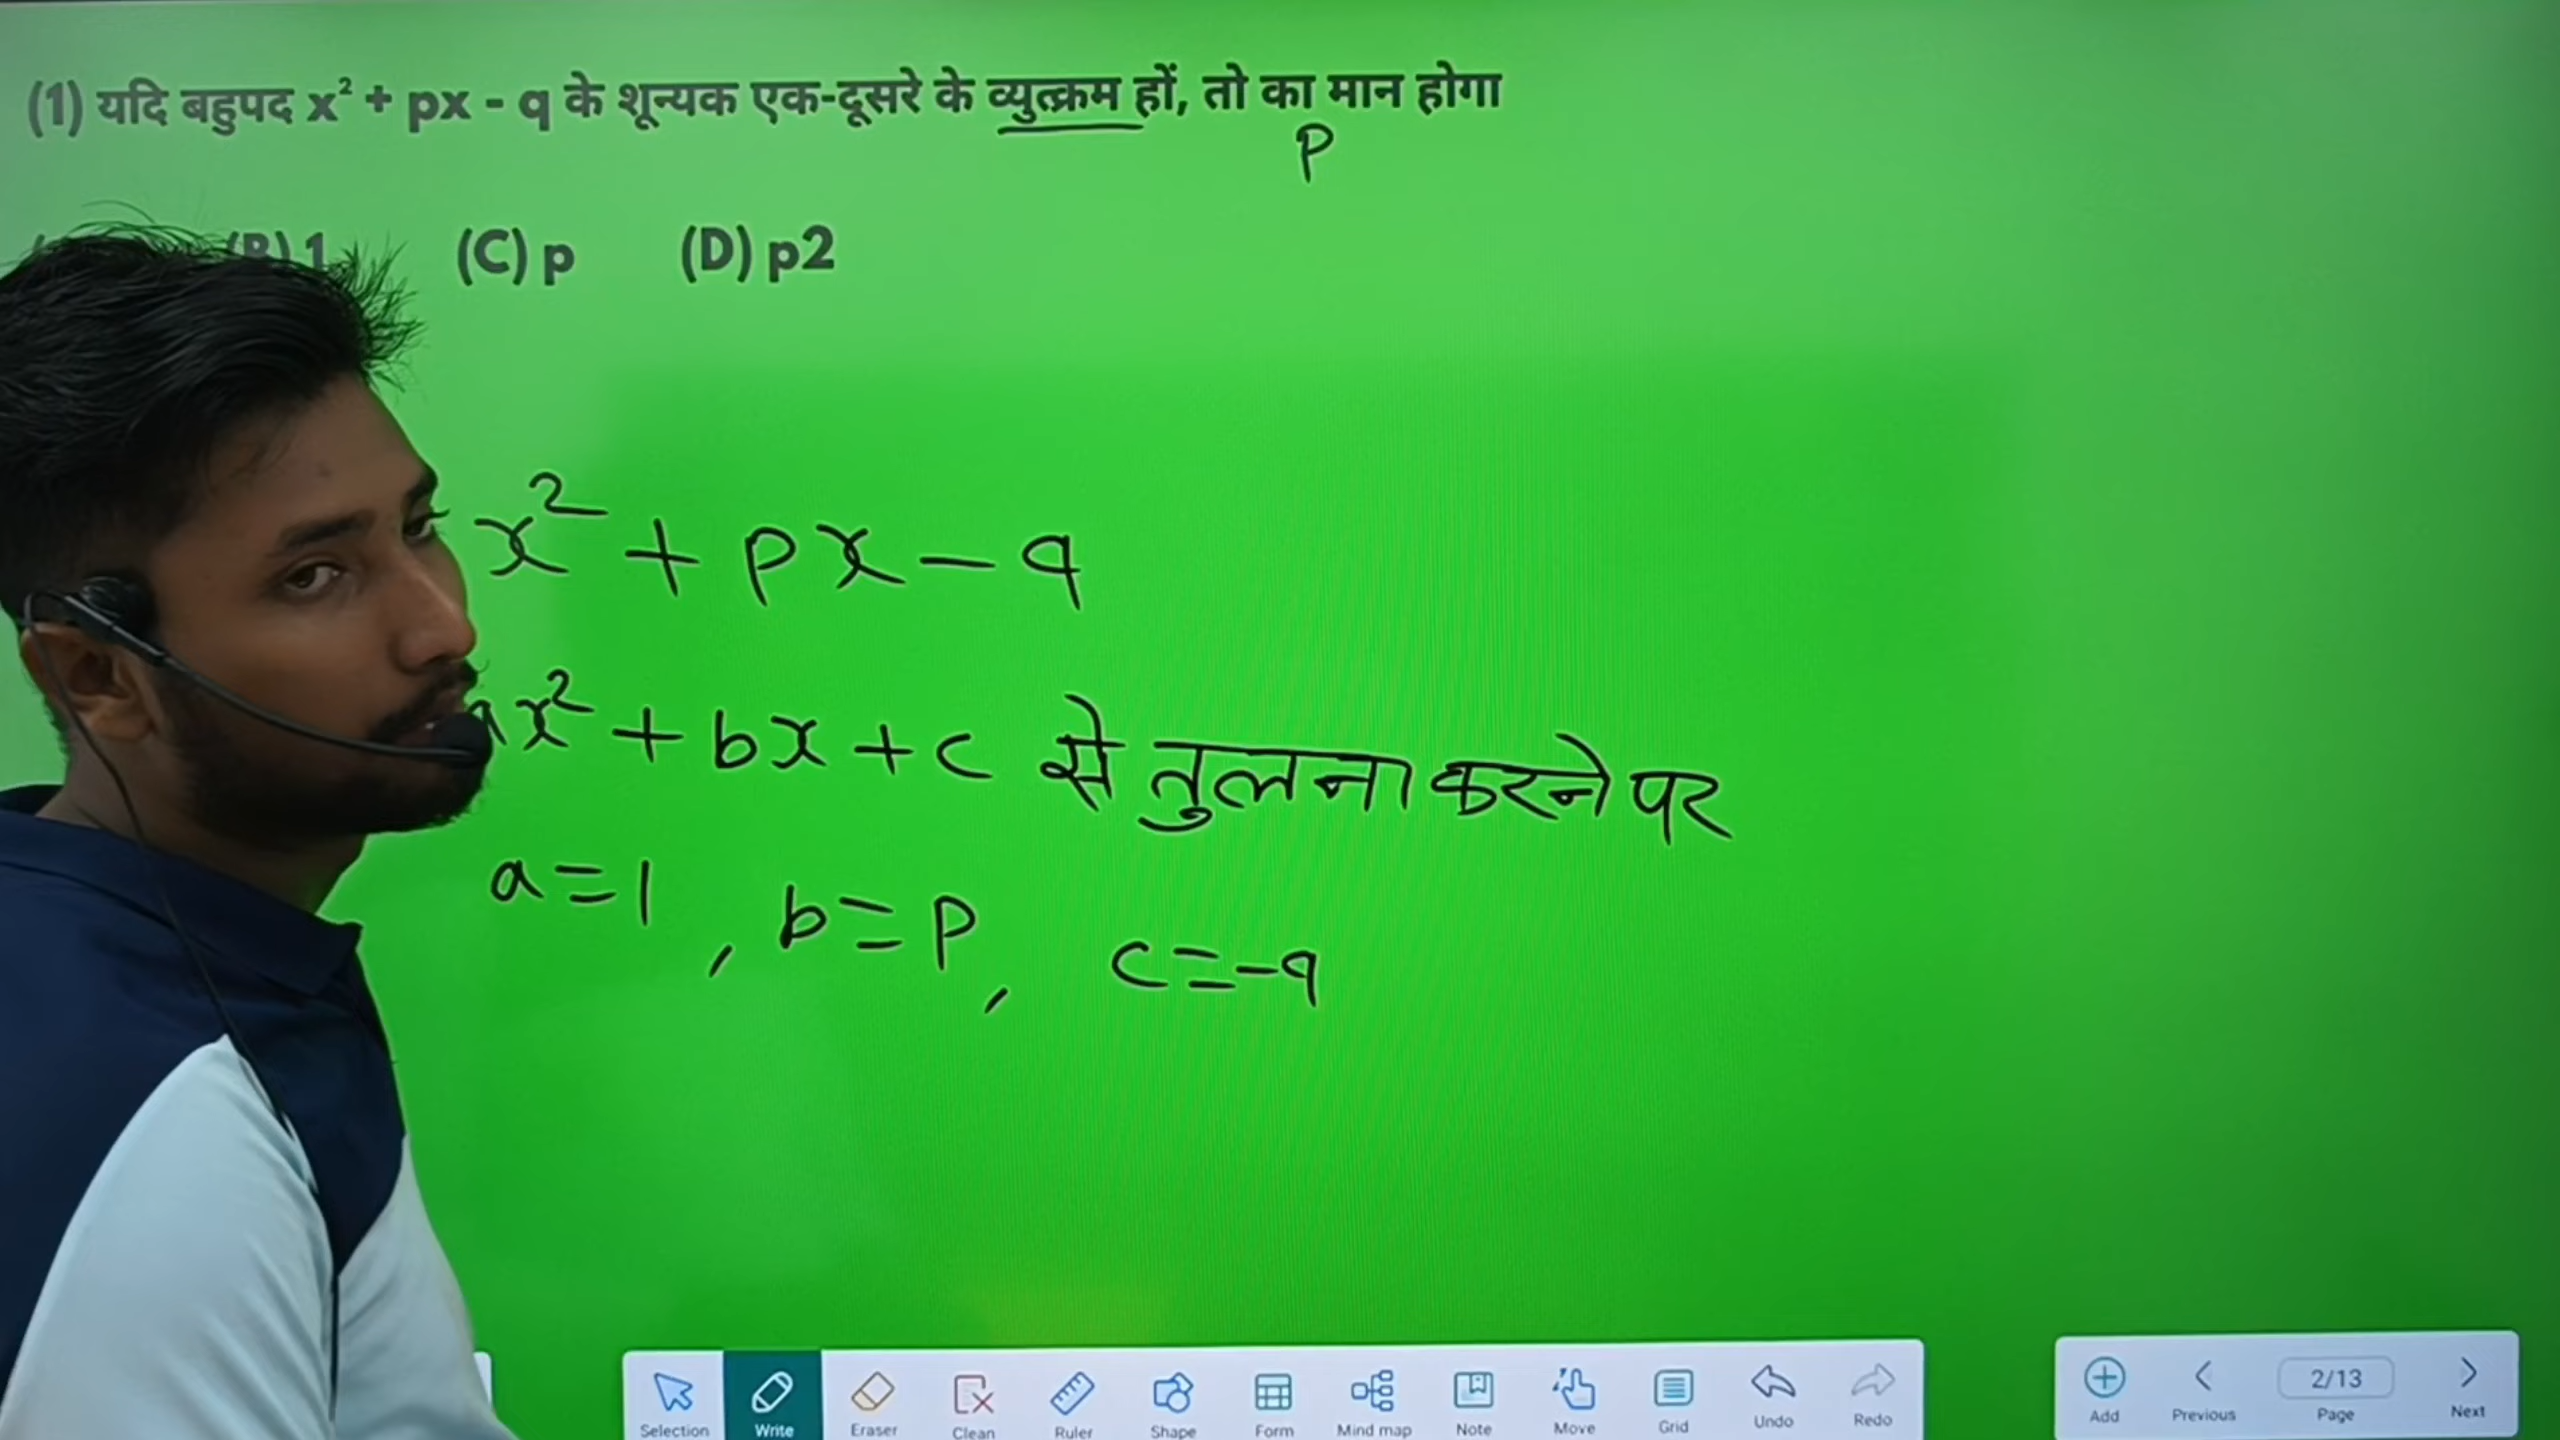 (1) यदि बहुपद x² + px - q के शून्यक एक-दूसरे के व्युत्क्रम हों, तो का मान होगा
P
(B) 1 (C) p (D) p2
x² + px - q
ax² + bx + c से तुलना करने पर
a = 1, b = p, c = -q
Selection Write Eraser Clean Ruler Shape Form Mind map Note Move Grid Undo Redo
Add Previous 2/13 Page Next